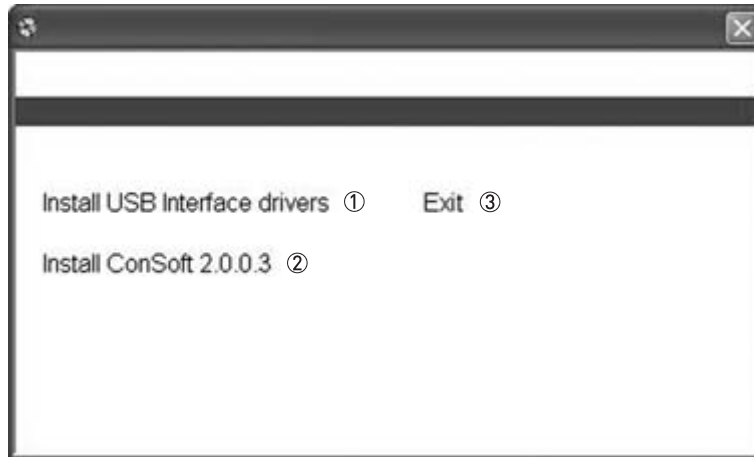 Install USB Interface drivers ① Exit ③
Install ConSoft 2.0.0.3 ②